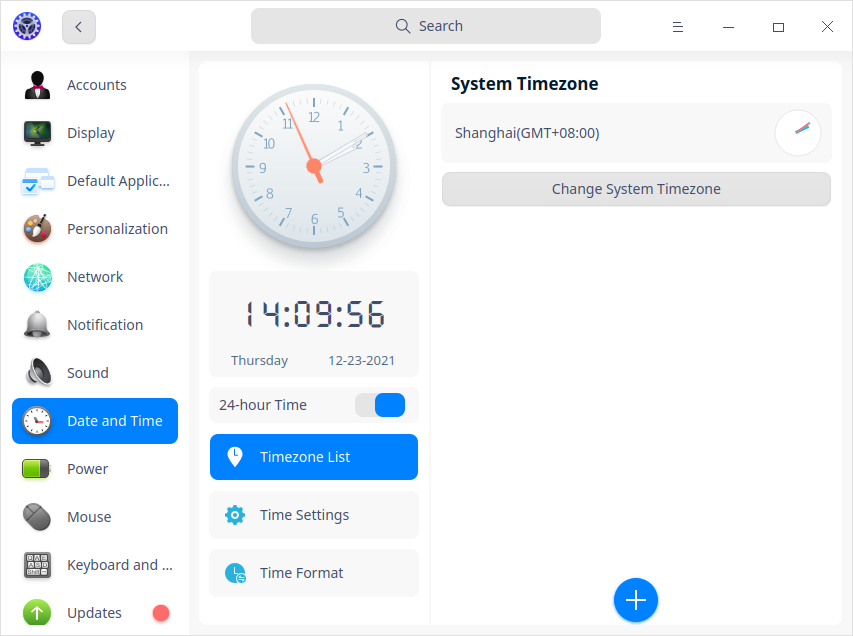 Search
Accounts
Display
Default Applic...
Personalization
Network
Notification
Sound
Date and Time
Power
Mouse
Keyboard and ...
Updates
12
1
2
3
4
5
6
7
8
9
10
11
14:09:56
Thursday 12-23-2021
24-hour Time
Timezone List
Time Settings
Time Format
System Timezone
Shanghai(GMT+08:00)
Change System Timezone